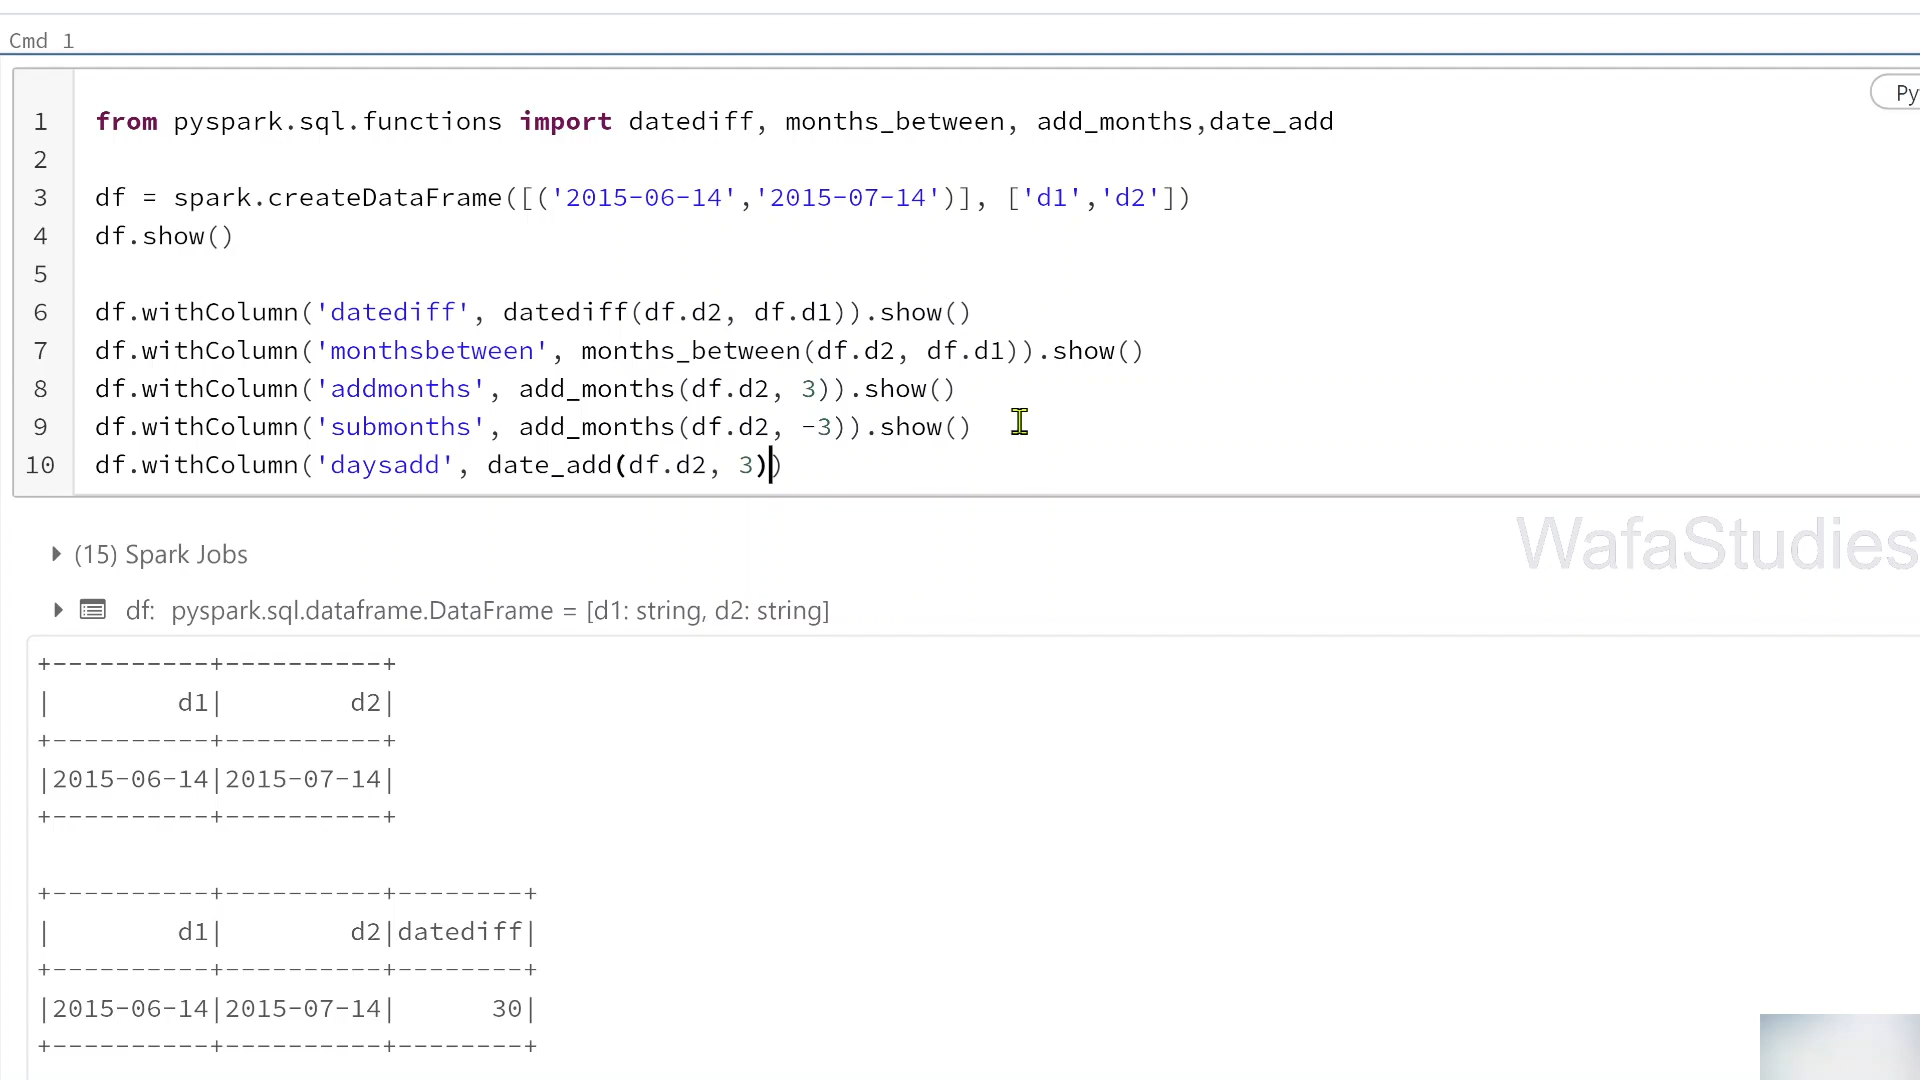 Cmd 1
Py
1 from pyspark.sql.functions import datediff, months_between, add_months,date_add
2
3 df = spark.createDataFrame([('2015-06-14','2015-07-14')], ['d1','d2'])
4 df.show()
5
6 df.withColumn('datediff', datediff(df.d2, df.d1)).show()
7 df.withColumn('monthsbetween', months_between(df.d2, df.d1)).show()
8 df.withColumn('addmonths', add_months(df.d2, 3)).show()
9 df.withColumn('submonths', add_months(df.d2, -3)).show()
10 df.withColumn('daysadd', date_add(df.d2, 3))
WafaStudies
(15) Spark Jobs
df: pyspark.sql.dataframe.DataFrame = [d1: string, d2: string]
+----------+----------+
|        d1|        d2|
+----------+----------+
|2015-06-14|2015-07-14|
+----------+----------+
+----------+----------+--------+
|        d1|        d2|datediff|
+----------+----------+--------+
|2015-06-14|2015-07-14|      30|
+----------+----------+--------+